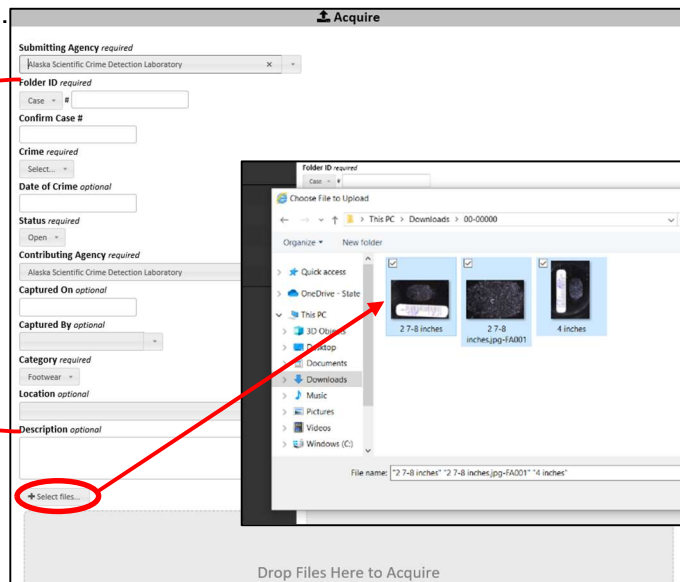 .
Acquire
Submitting Agency required
Alaska Scientific Crime Detection Laboratory ×
Folder ID required
Case #
Confirm Case #
Crime required
Select...
Date of Crime optional
Status required
Open
Contributing Agency required
Alaska Scientific Crime Detection Laboratory
Captured On optional
Captured By optional
Category required
Footwear
Location optional
Description optional
+ Select files...
Drop Files Here to Acquire
Folder ID required
Case #
Choose File to Upload
This PC > Downloads > 00-00000
Organize New folder
Quick access
OneDrive - State
This PC
3D Objects
Desktop
Documents
Downloads
Music
Pictures
Videos
Windows (C:)
2 7-8 inches
2 7-8
inches.jpg-FA001
4 inches
File name: "2 7-8 inches" "2 7-8 inches.jpg-FA001" "4 inches"